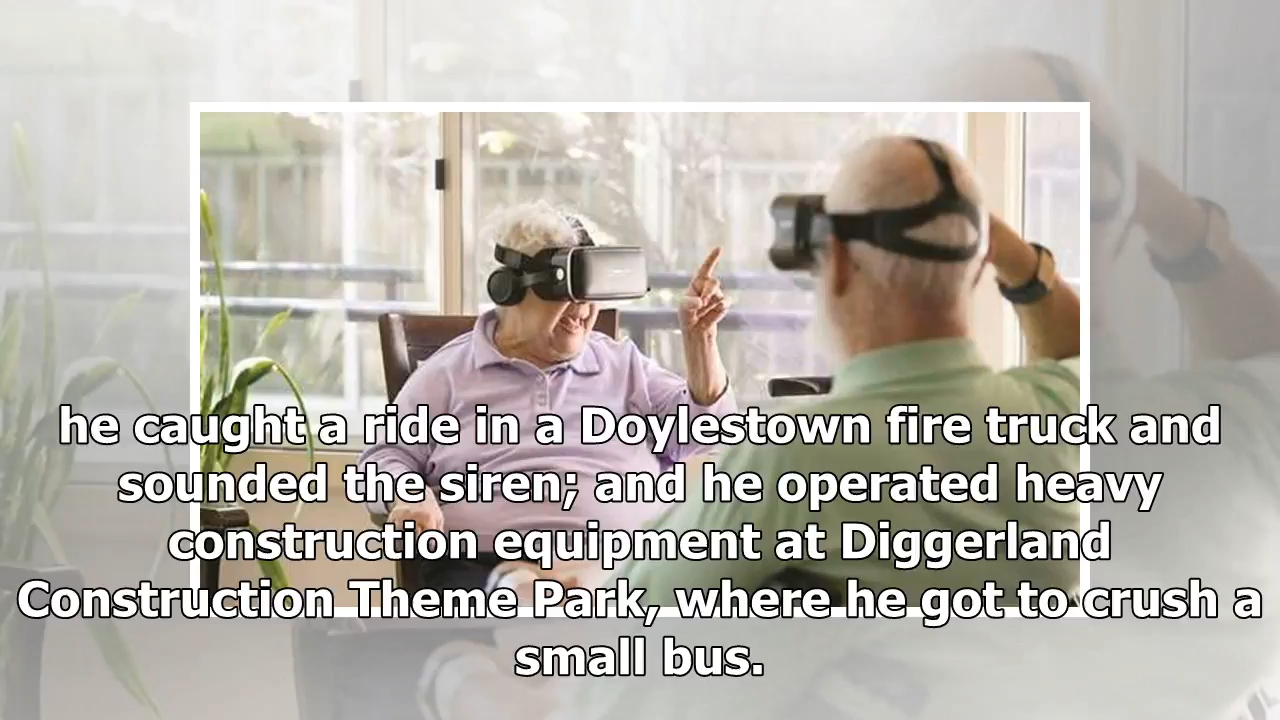 he caught a ride in a Doylestown fire truck and
sounded the siren; and he operated heavy
construction equipment at Diggerland
Construction Theme Park, where he got to crush a
small bus.